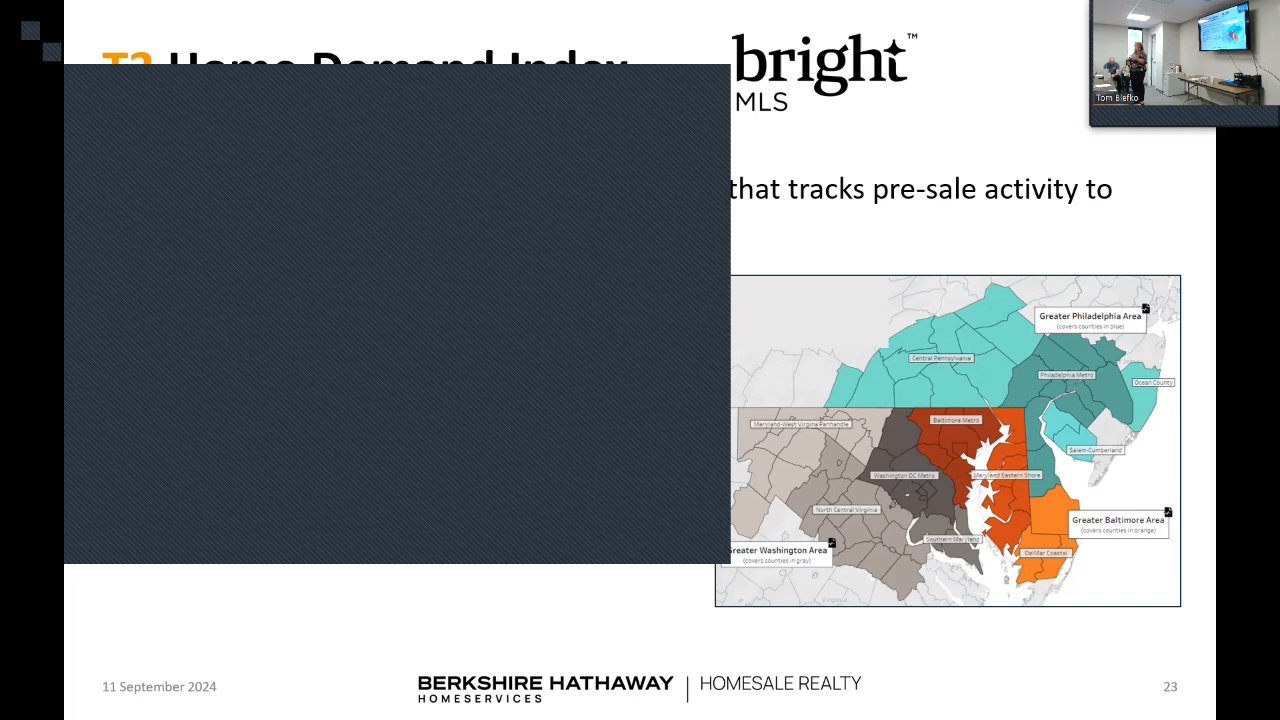 T3 Home Demand Index
bright™
MLS
Tom Blefko
that tracks pre-sale activity to
Greater Philadelphia Area
(covers counties in blue)
Central Pennsylvania
Philadelphia Metro
Ocean County
Maryland-West Virginia Panhandle
Baltimore Metro
Salem-Cumberland
Washington DC Metro
Maryland Eastern Shore
North Central Virginia
Greater Baltimore Area
(covers counties in orange)
Southern Maryland
Greater Washington Area
(covers counties in gray)
DelMar Coastal
Virginia
11 September 2024
BERKSHIRE HATHAWAY
HOMESERVICES
HOMESALE REALTY
23